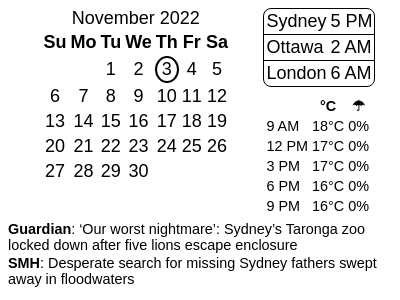 November 2022
Su Mo Tu We Th Fr Sa
1 2 3 4 5
6 7 8 9 10 11 12
13 14 15 16 17 18 19
20 21 22 23 24 25 26
27 28 29 30
Sydney 5 PM
Ottawa 2 AM
London 6 AM
°C ☂
9 AM 18°C 0%
12 PM 17°C 0%
3 PM 17°C 0%
6 PM 16°C 0%
9 PM 16°C 0%
Guardian: ‘Our worst nightmare’: Sydney’s Taronga zoo
locked down after five lions escape enclosure
SMH: Desperate search for missing Sydney fathers swept
away in floodwaters